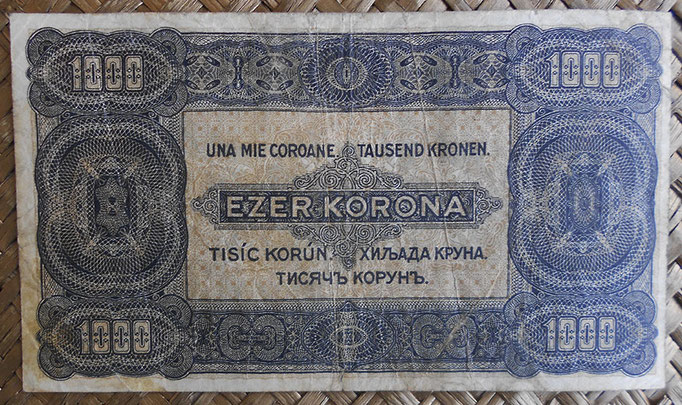 1000 1000
UNA MIE COROANE. TAUSEND KRONEN.
EZER KORONA
TISÍC KORÚN. ХИЉАДА КРУНА.
ТИСЯЧЪ КОРУНЪ.
1000 1000